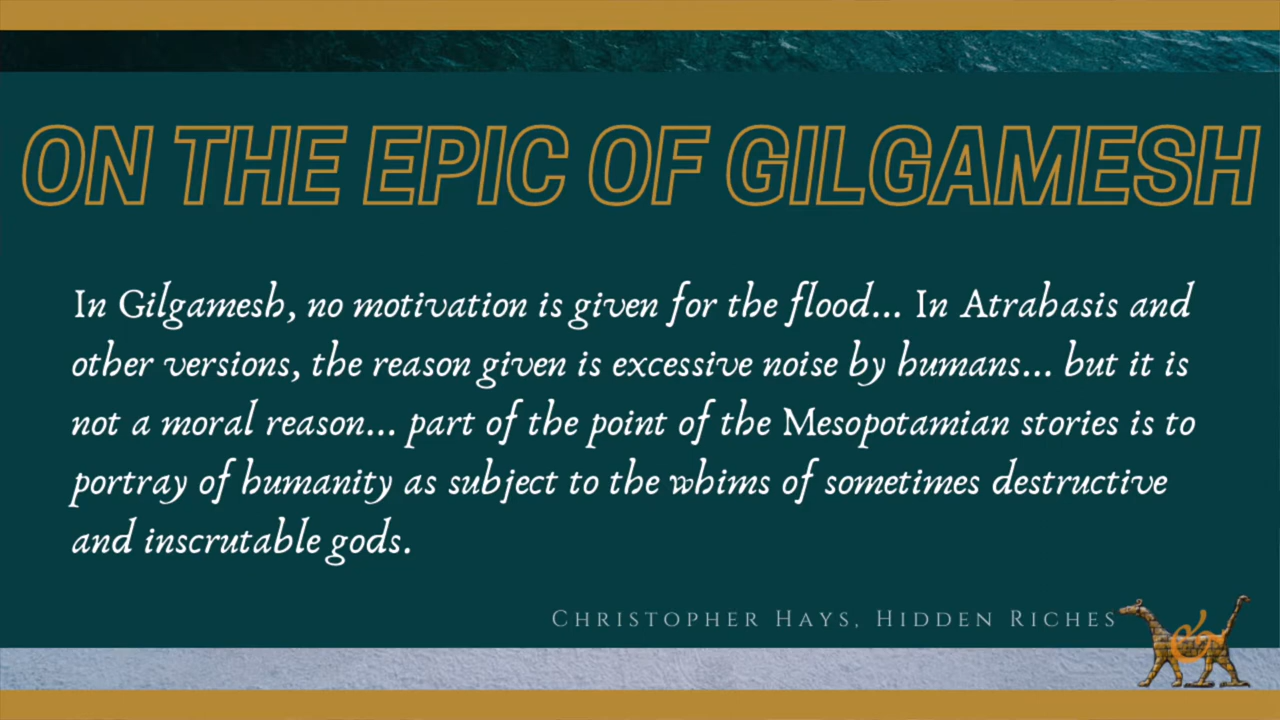 ON THE EPIC OF GILGAMESH
In Gilgamesh, no motivation is given for the flood... In Atrahasis and
other versions, the reason given is excessive noise by humans... but it is
not a moral reason... part of the point of the Mesopotamian stories is to
portray of humanity as subject to the whims of sometimes destructive
and inscrutable gods.
Christopher Hays, Hidden Riches